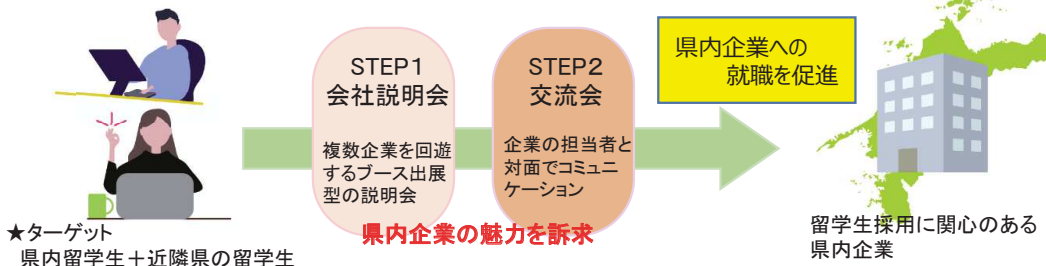 STEP1
会社説明会
複数企業を回遊
するブース出展
型の説明会
STEP2
交流会
企業の担当者と
対面でコミュニ
ケーション
県内企業への
就職を促進
県内企業の魅力を訴求
★ターゲット
県内留学生＋近隣県の留学生
留学生採用に関心のある
県内企業